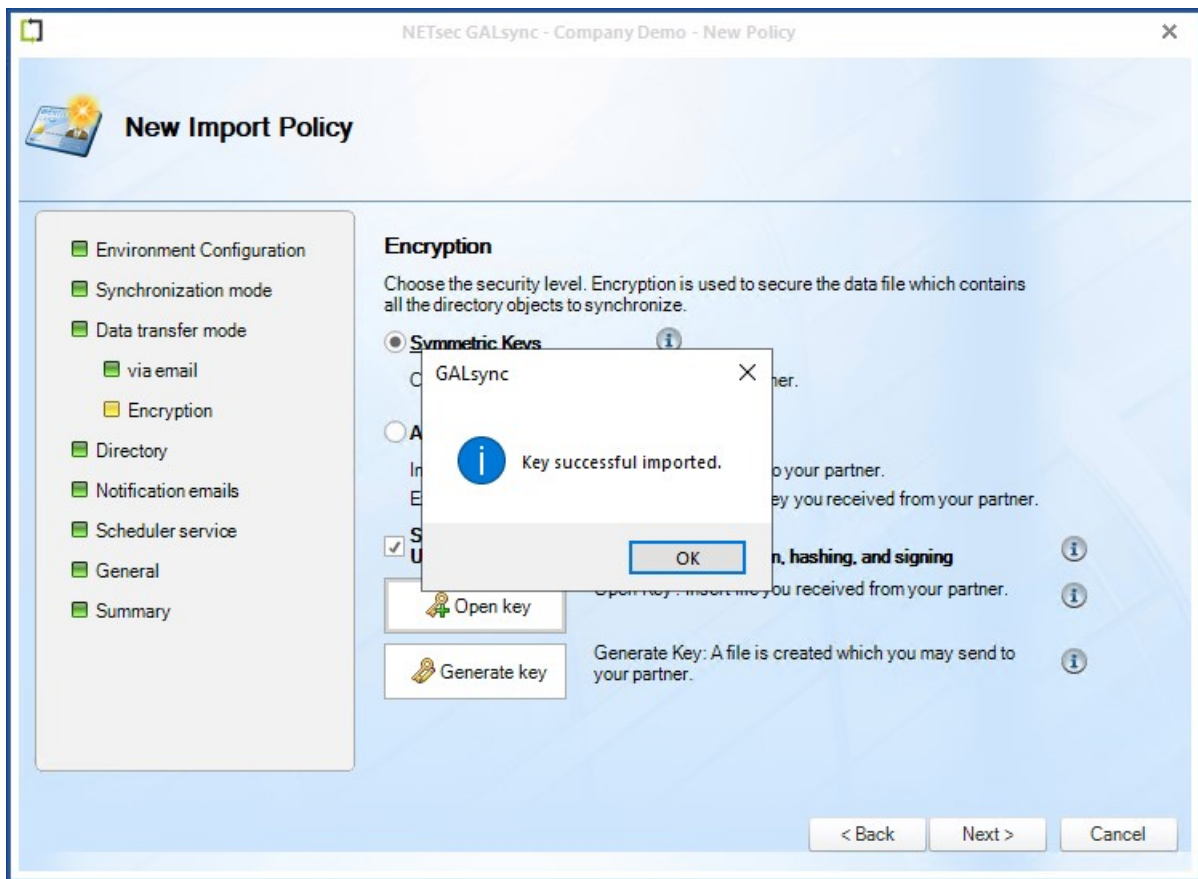 NETsec GALsync - Company Demo - New Policy
New Import Policy
Environment Configuration
Synchronization mode
Data transfer mode
via email
Encryption
Directory
Notification emails
Scheduler service
General
Summary
Encryption
Choose the security level. Encryption is used to secure the data file which contains
all the directory objects to synchronize.
Symmetric Keys
GALsync
Key successful imported.
OK
o your partner.
you received from your partner.
hashing, and signing
Open key
you received from your partner.
Generate key
Generate Key: A file is created which you may send to
your partner.
< Back
Next >
Cancel